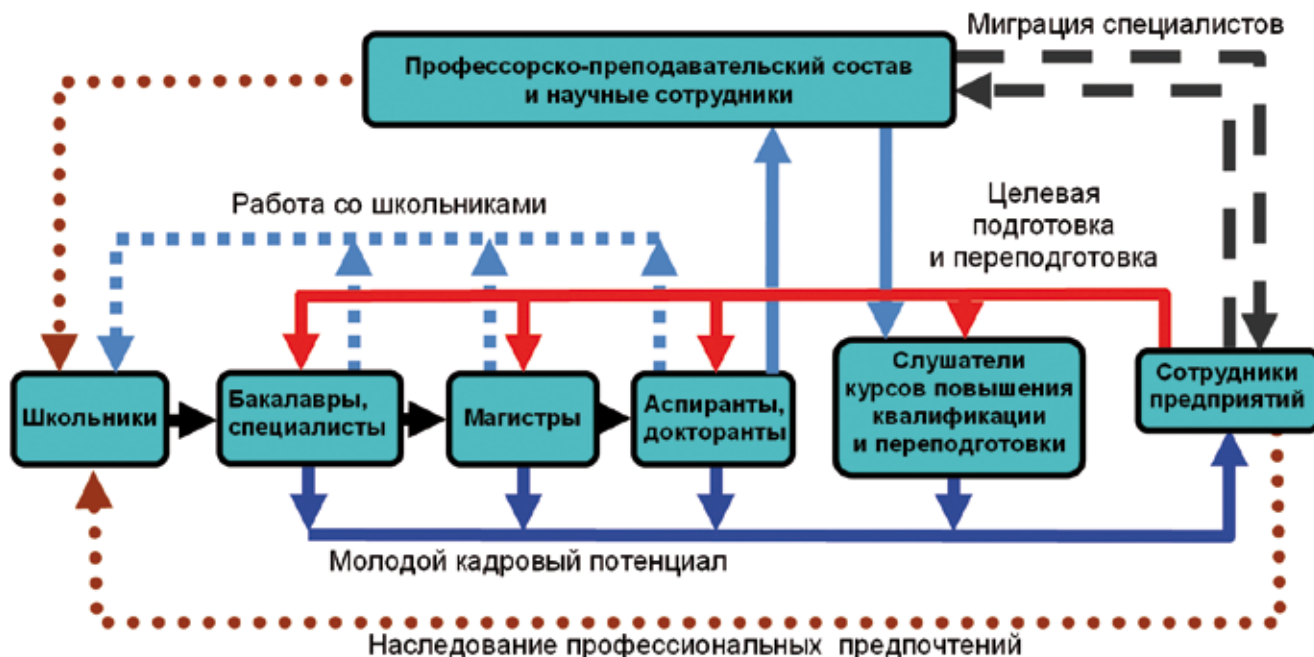 Миграция специалистов
Профессорско-преподавательский состав
и научные сотрудники
Работа со школьниками
Целевая
подготовка
и переподготовка
Школьники
Бакалавры,
специалисты
Магистры
Аспиранты,
докторанты
Слушатели
курсов повышения
квалификации
и переподготовки
Сотрудники
предприятий
Молодой кадровый потенциал
Наследование профессиональных предпочтений